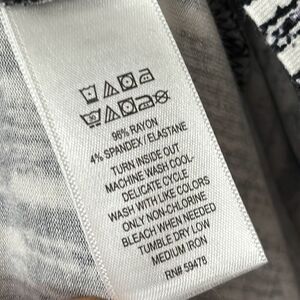 96% RAYON
4% SPANDEX / ELASTANE
TURN INSIDE OUT
MACHINE WASH COOL-
DELICATE CYCLE
WASH WITH LIKE COLORS
ONLY NON-CHLORINE
BLEACH WHEN NEEDED
TUMBLE DRY LOW
MEDIUM IRON
RN# 59478